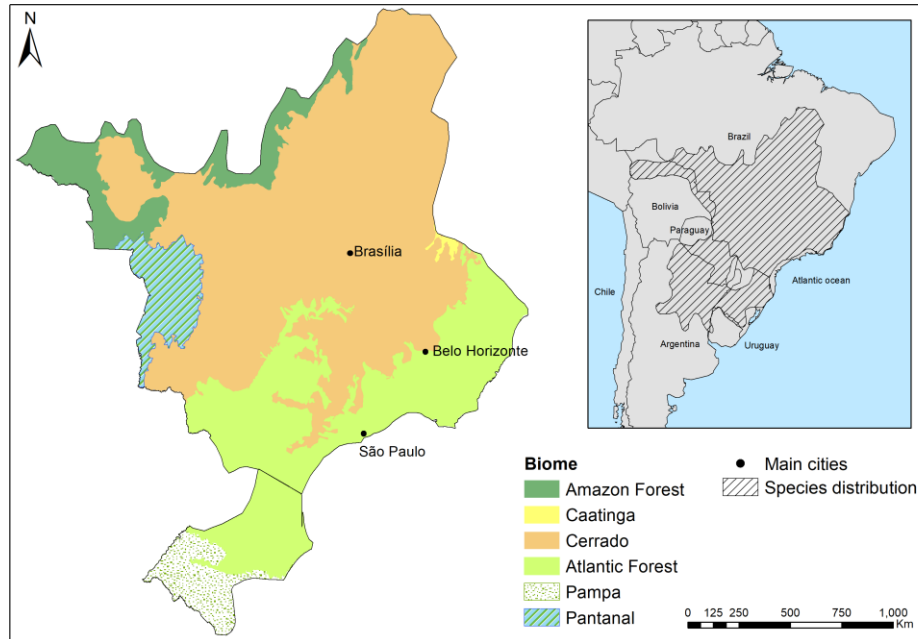 N
Brasília
Belo Horizonte
São Paulo
Brazil
Bolivia
Paraguay
Chile
Atlantic ocean
Argentina
Uruguay
Biome
Amazon Forest
Caatinga
Cerrado
Atlantic Forest
Pampa
Pantanal
Main cities
Species distribution
0 125 250 500 750 1,000
Km